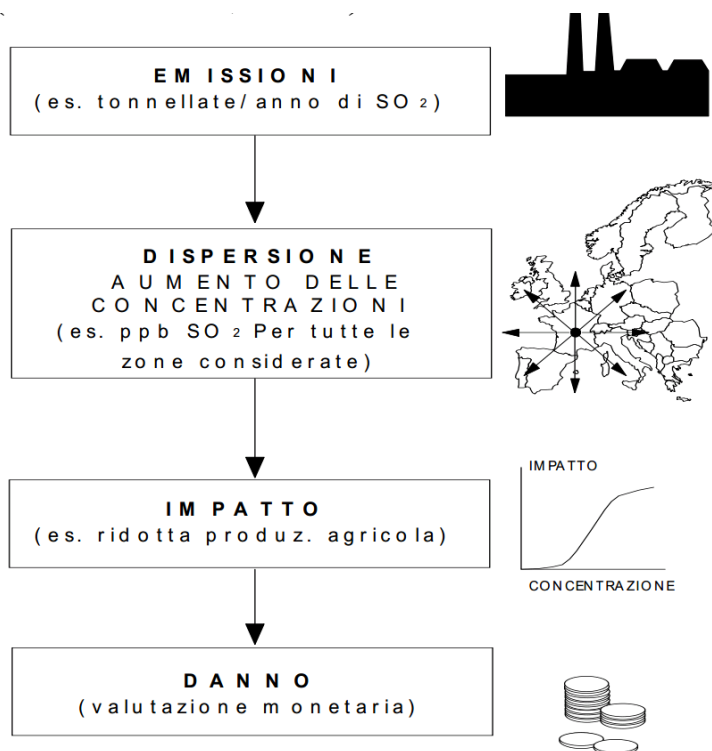 EMISSIONI
(es. tonnellate/anno di SO2)
DISPERSIONE
AUMENTO DELLE
CONCENTRAZIONI
(es. ppb SO2 Per tutte le
zone considerate)
IMPATTO
(es. ridotta produz. agricola)
IMPATTO
CONCENTRAZIONE
DANNO
(valutazione monetaria)